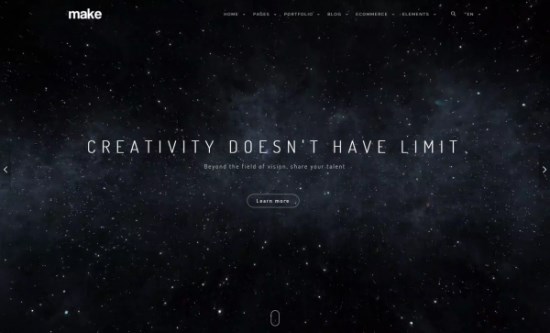 make
HOME PAGES PORTFOLIO BLOG ECOMMERCE ELEMENTS EN
CREATIVITY DOESN'T HAVE LIMIT.
Beyond the field of vision, share your talent
Learn more